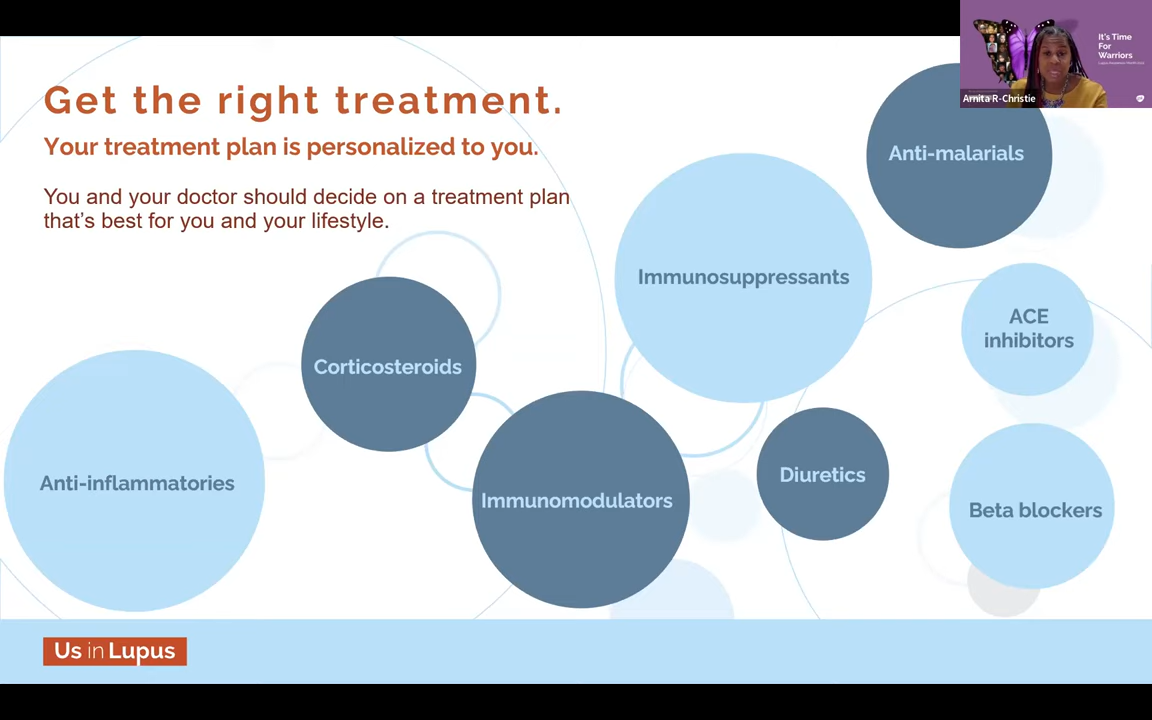 Get the right treatment.
Your treatment plan is personalized to you.
You and your doctor should decide on a treatment plan
that's best for you and your lifestyle.
It's Time
For
Warriors
Arnita R-Christie
Anti-malarials
Immunosuppressants
ACE
inhibitors
Corticosteroids
Anti-inflammatories
Immunomodulators
Diuretics
Beta blockers
Us in Lupus